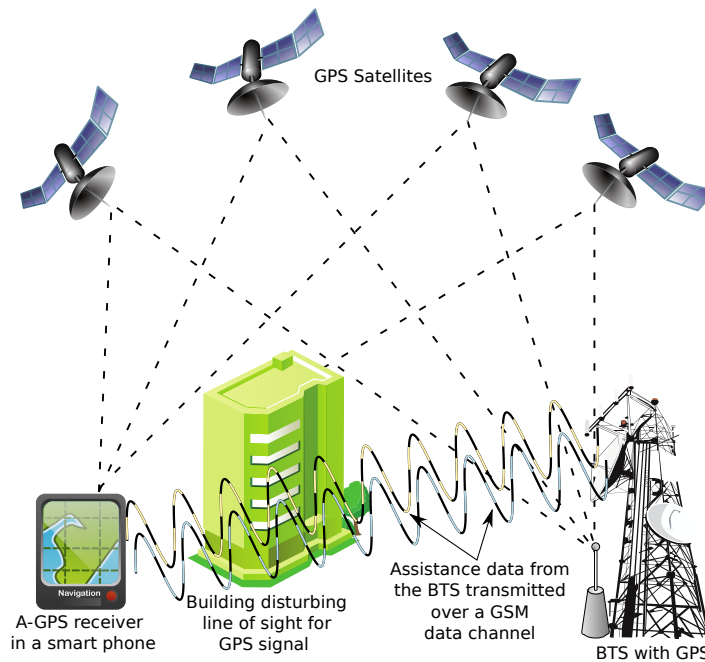 GPS Satellites
Navigation
A-GPS receiver
in a smart phone
Building disturbing
line of sight for
GPS signal
Assistance data from
the BTS transmitted
over a GSM
data channel
BTS with GPS